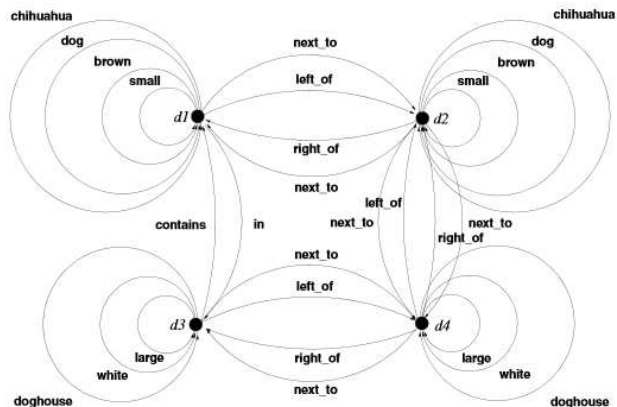 chihuahua
chihuahua
dog
next_to
dog
brown
brown
small
left_of
small
d1
d2
right_of
next_to
left_of
contains
in
next_to
next_to
right_of
next_to
left_of
d3
d4
large
right_of
large
white
white
next_to
doghouse
doghouse